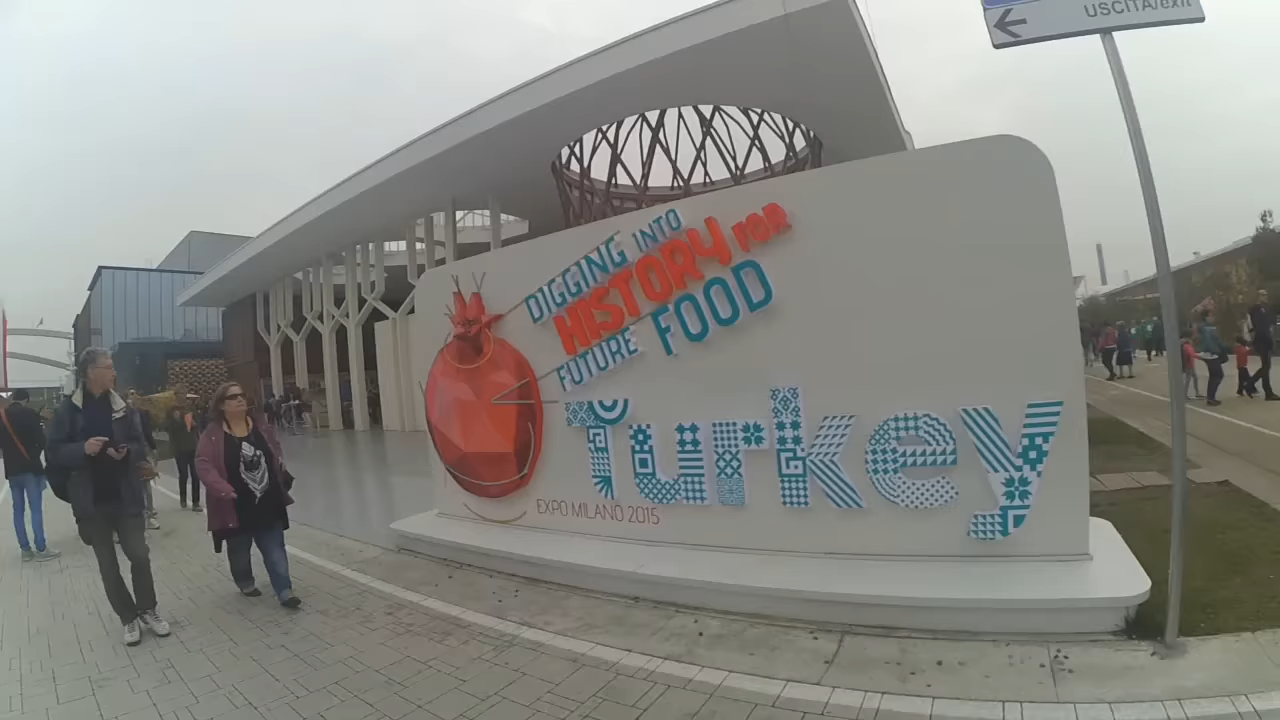 USCITA/exit
DIGGING INTO
HISTORY FOR
FUTURE FOOD
Turkey
EXPO MILANO 2015